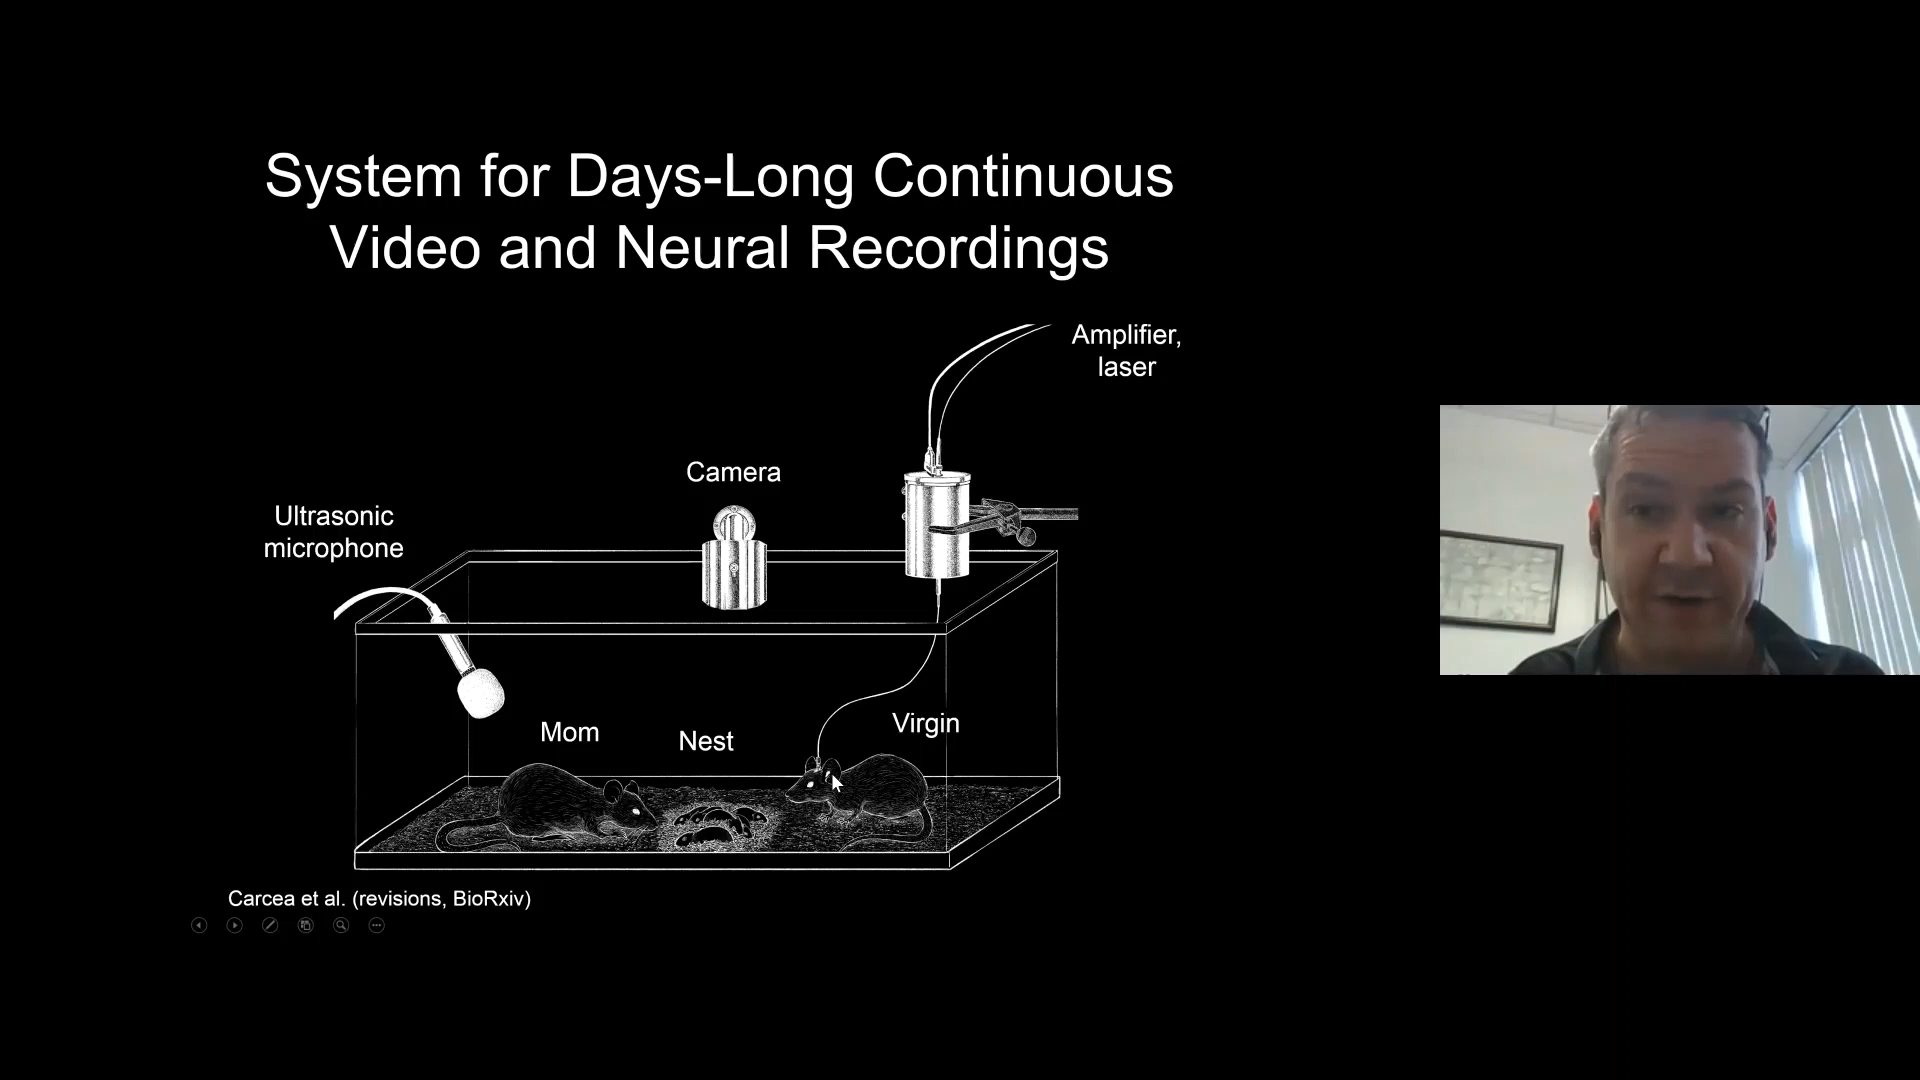 System for Days-Long Continuous
Video and Neural Recordings
Amplifier,
laser
Camera
Ultrasonic
microphone
Mom
Nest
Virgin
Carcea et al. (revisions, BioRxiv)